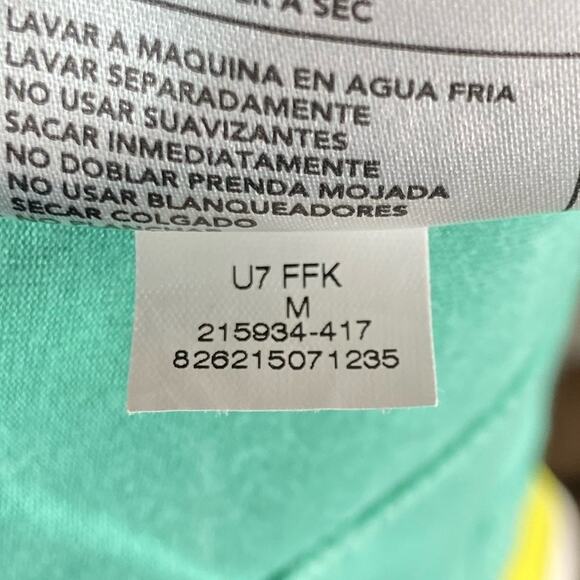 A SEC
LAVAR A MAQUINA EN AGUA FRIA
LAVAR SEPARADAMENTE
NO USAR SUAVIZANTES
SACAR INMEDIATAMENTE
NO DOBLAR PRENDA MOJADA
NO USAR BLANQUEADORES
SECAR COLGADO
U7 FFK
M
215934-417
826215071235